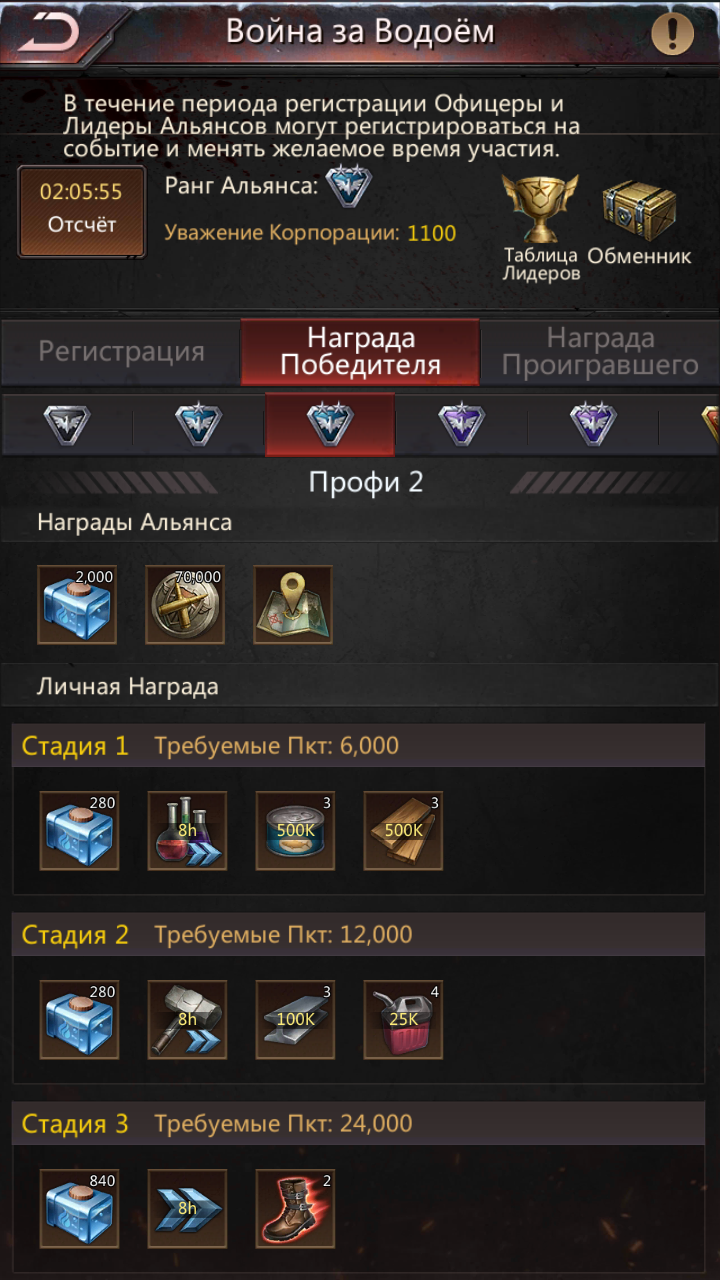 Война за Водоём
В течение периода регистрации Офицеры и
Лидеры Альянсов могут регистрироваться на
событие и менять желаемое время участия.
02:05:55
Отсчёт
Ранг Альянса:
Уважение Корпорации: 1100
Таблица
Лидеров
Обменник
Регистрация
Награда
Победителя
Награда
Проигравшего
Профи 2
Награды Альянса
2,000
70,000
Личная Награда
Стадия 1 Требуемые Пкт: 6,000
280
8h
3
500K
3
500K
Стадия 2 Требуемые Пкт: 12,000
280
8h
3
100K
4
25K
Стадия 3 Требуемые Пкт: 24,000
840
8h
2